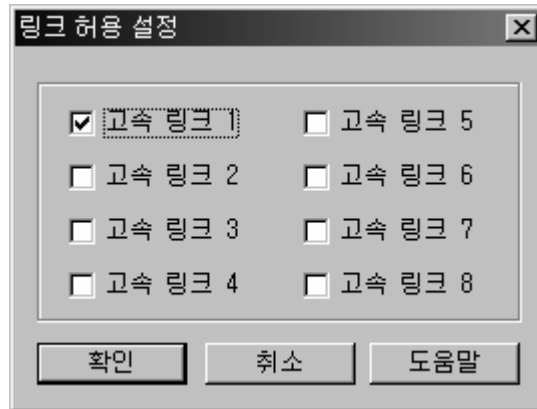 링크 허용 설정
고속 링크 1 고속 링크 5
고속 링크 2 고속 링크 6
고속 링크 3 고속 링크 7
고속 링크 4 고속 링크 8
확인 취소 도움말